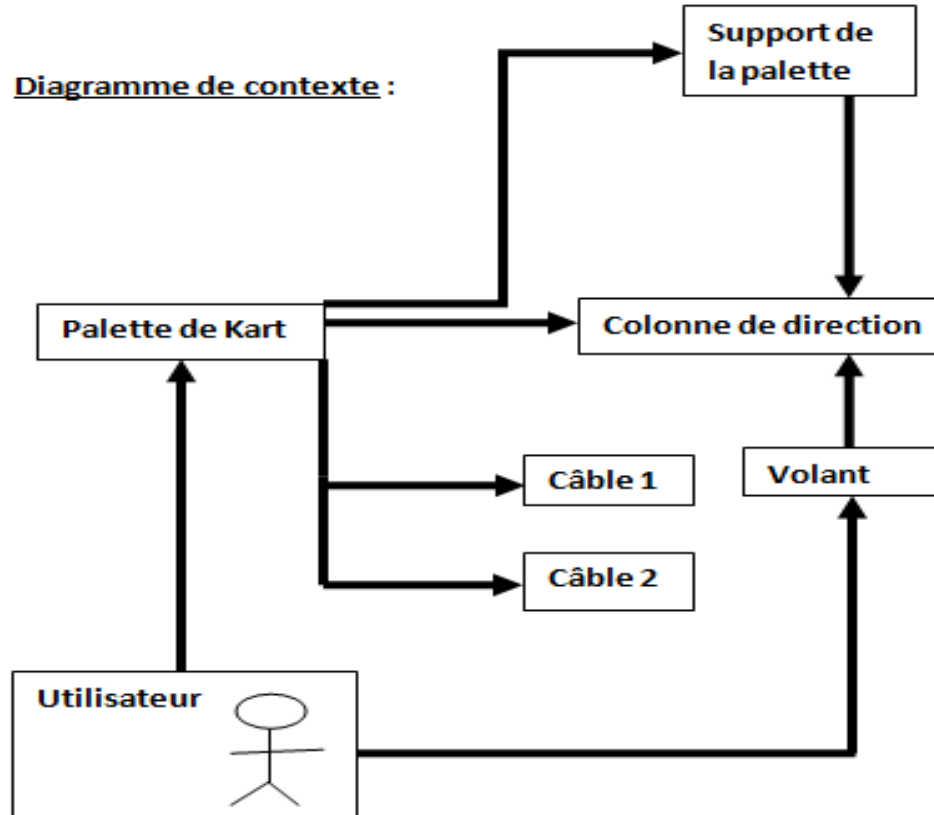 Support de
la palette
Diagramme de contexte :
Palette de Kart
Colonne de direction
Câble 1
Volant
Câble 2
Utilisateur